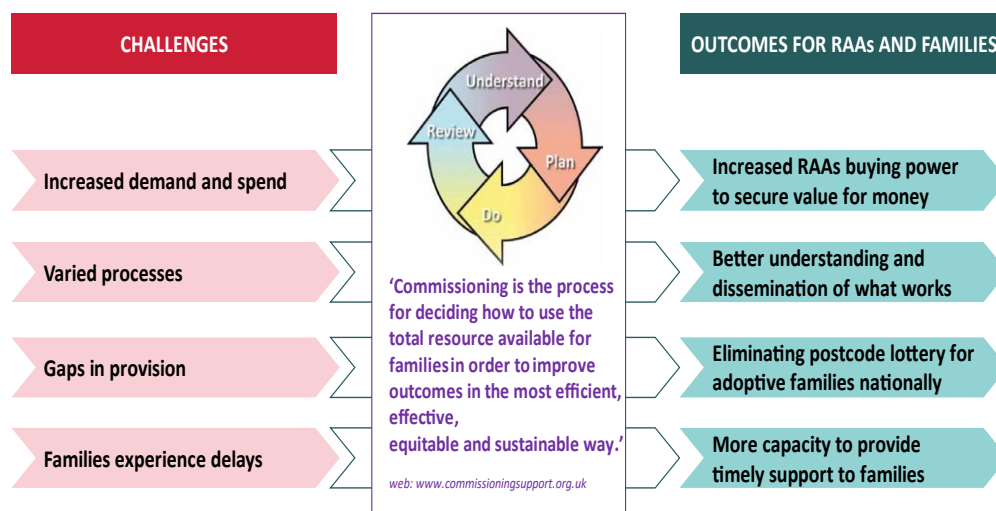 CHALLENGES
Increased demand and spend
Varied processes
Gaps in provision
Families experience delays
Understand
Plan
Do
Review
‘Commissioning is the process
for deciding how to use the
total resource available for
families in order to improve
outcomes in the most efficient,
effective,
equitable and sustainable way.’
web: www.commissioningsupport.org.uk
OUTCOMES FOR RAAs AND FAMILIES
Increased RAAs buying power
to secure value for money
Better understanding and
dissemination of what works
Eliminating postcode lottery for
adoptive families nationally
More capacity to provide
timely support to families